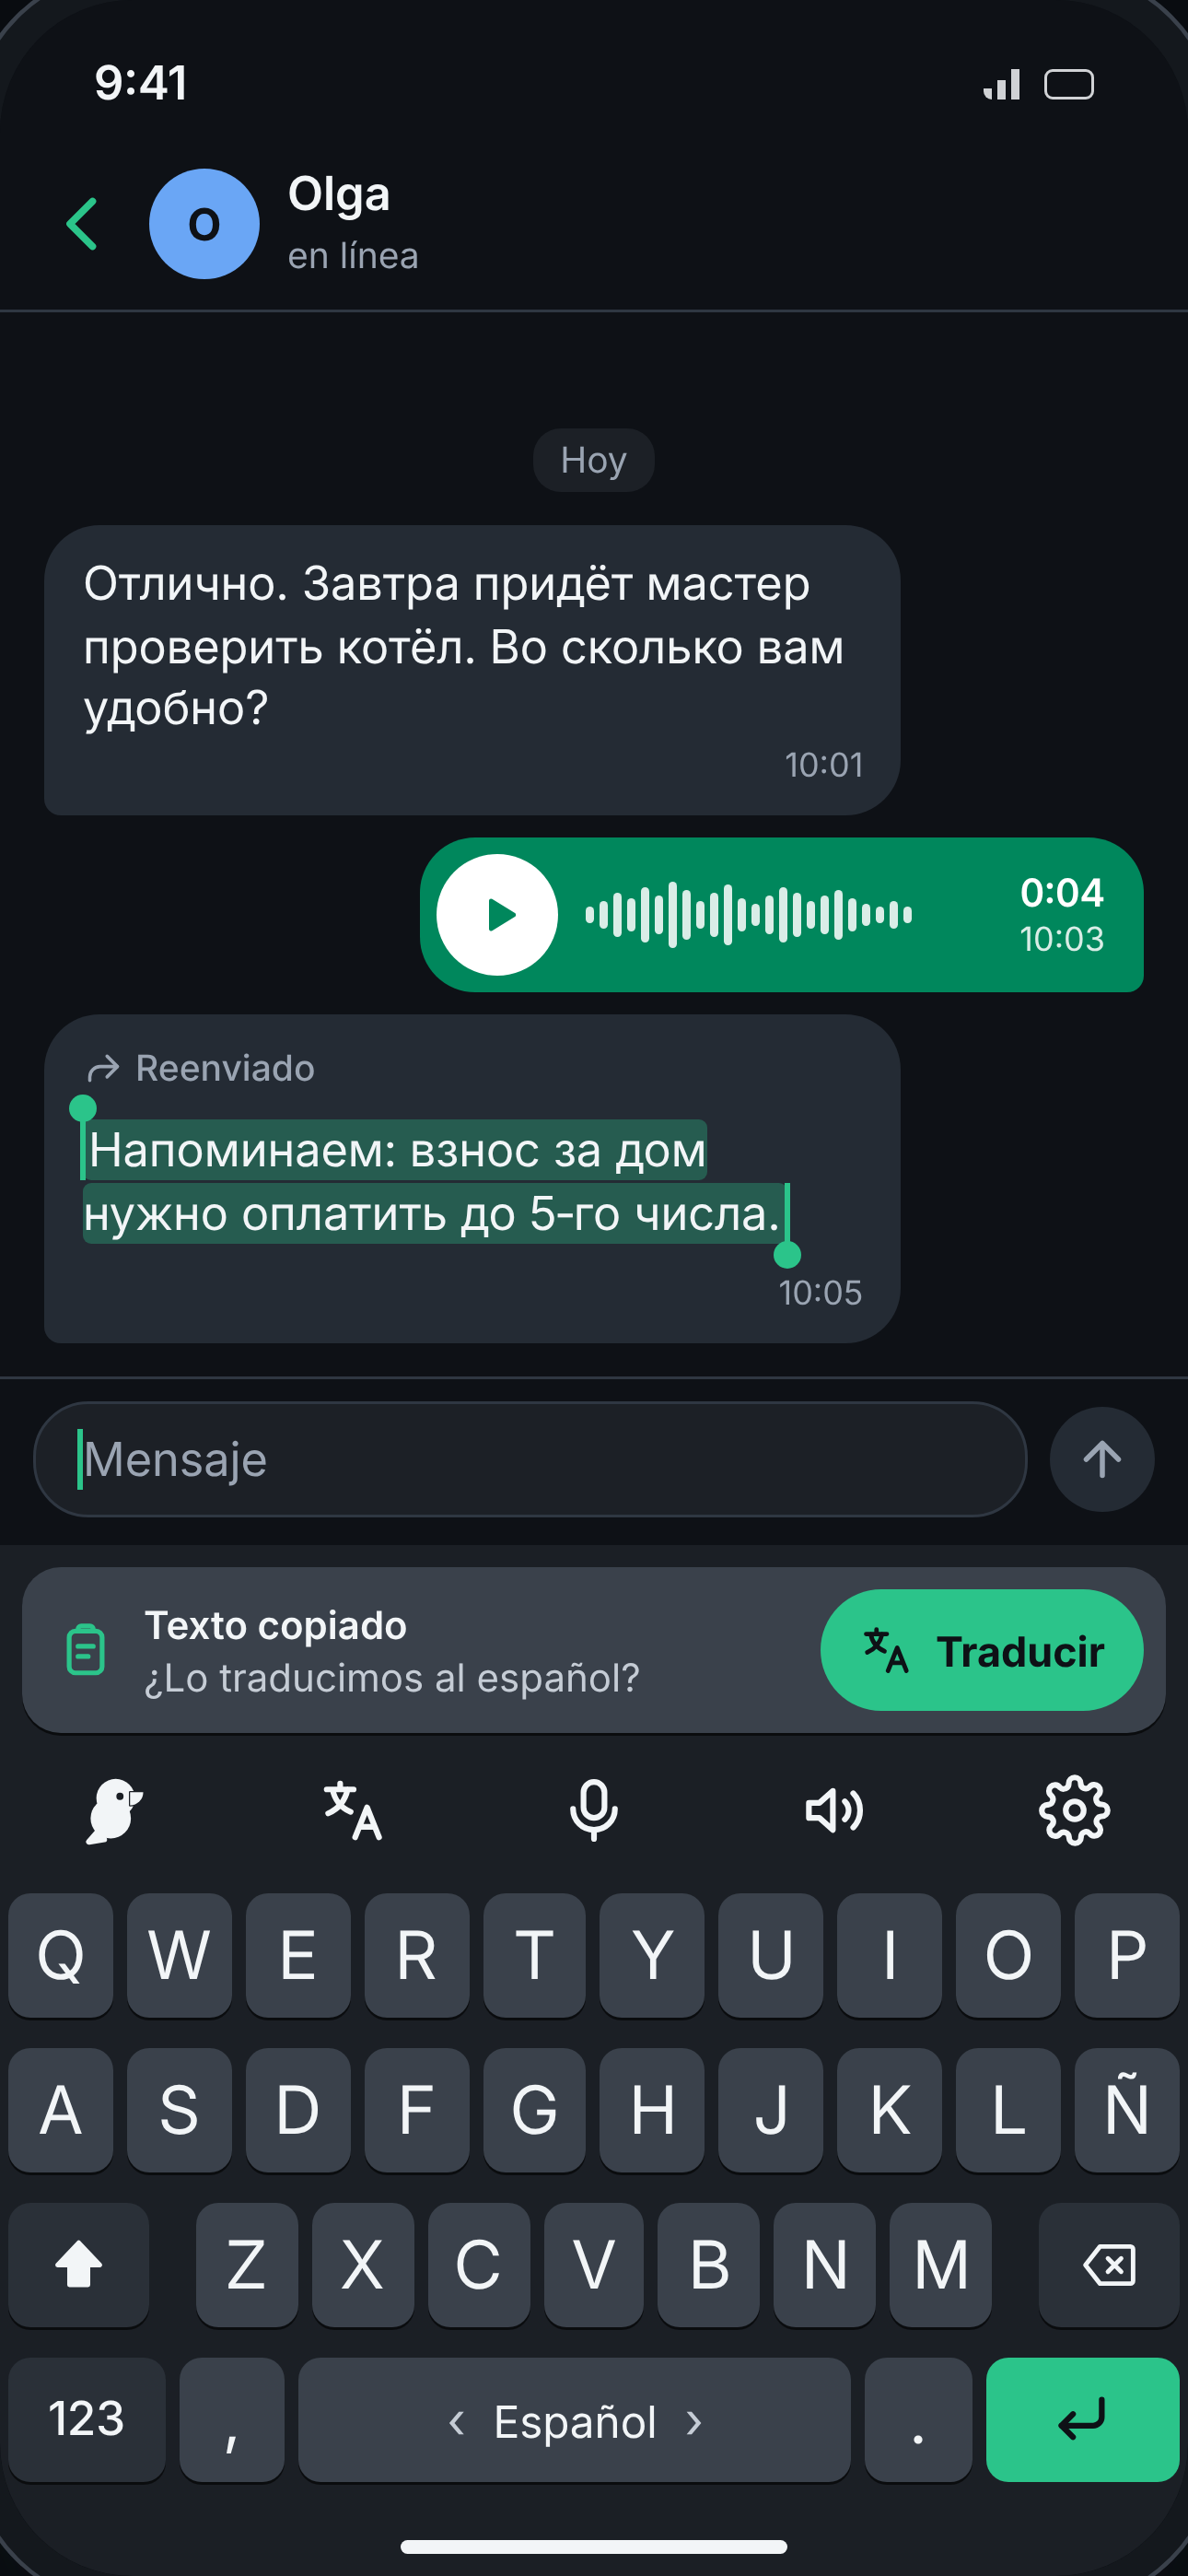 9:41
O
Olga
en línea
Hoy
Отлично. Завтра придёт мастер
проверить котёл. Во сколько вам
удобно?
10:01
0:04
10:03
Reenviado
Напоминаем: взнос за дом
нужно оплатить до 5-го числа.
10:05
Mensaje
Texto copiado
¿Lo traducimos al español?
Traducir
Q W E R T Y U I O P
A S D F G H J K L Ñ
Z X C V B N M
123 , ‹ Español › .